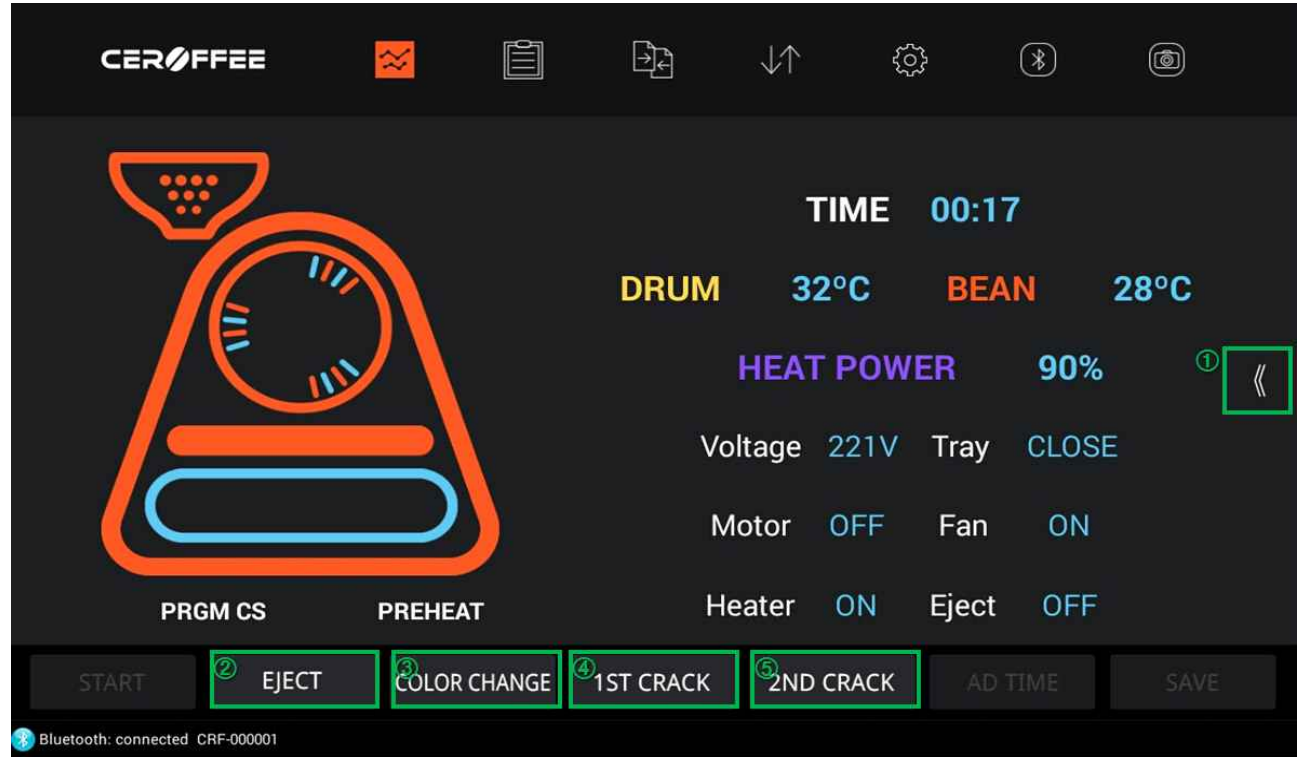 CEROFFEE
TIME 00:17
DRUM 32ºC BEAN 28ºC
HEAT POWER 90%
①
Voltage 221V Tray CLOSE
Motor OFF Fan ON
Heater ON Eject OFF
PRGM CS PREHEAT
START ② EJECT ③ COLOR CHANGE ④ 1ST CRACK ⑤ 2ND CRACK AD TIME SAVE
Bluetooth: connected CRF-000001